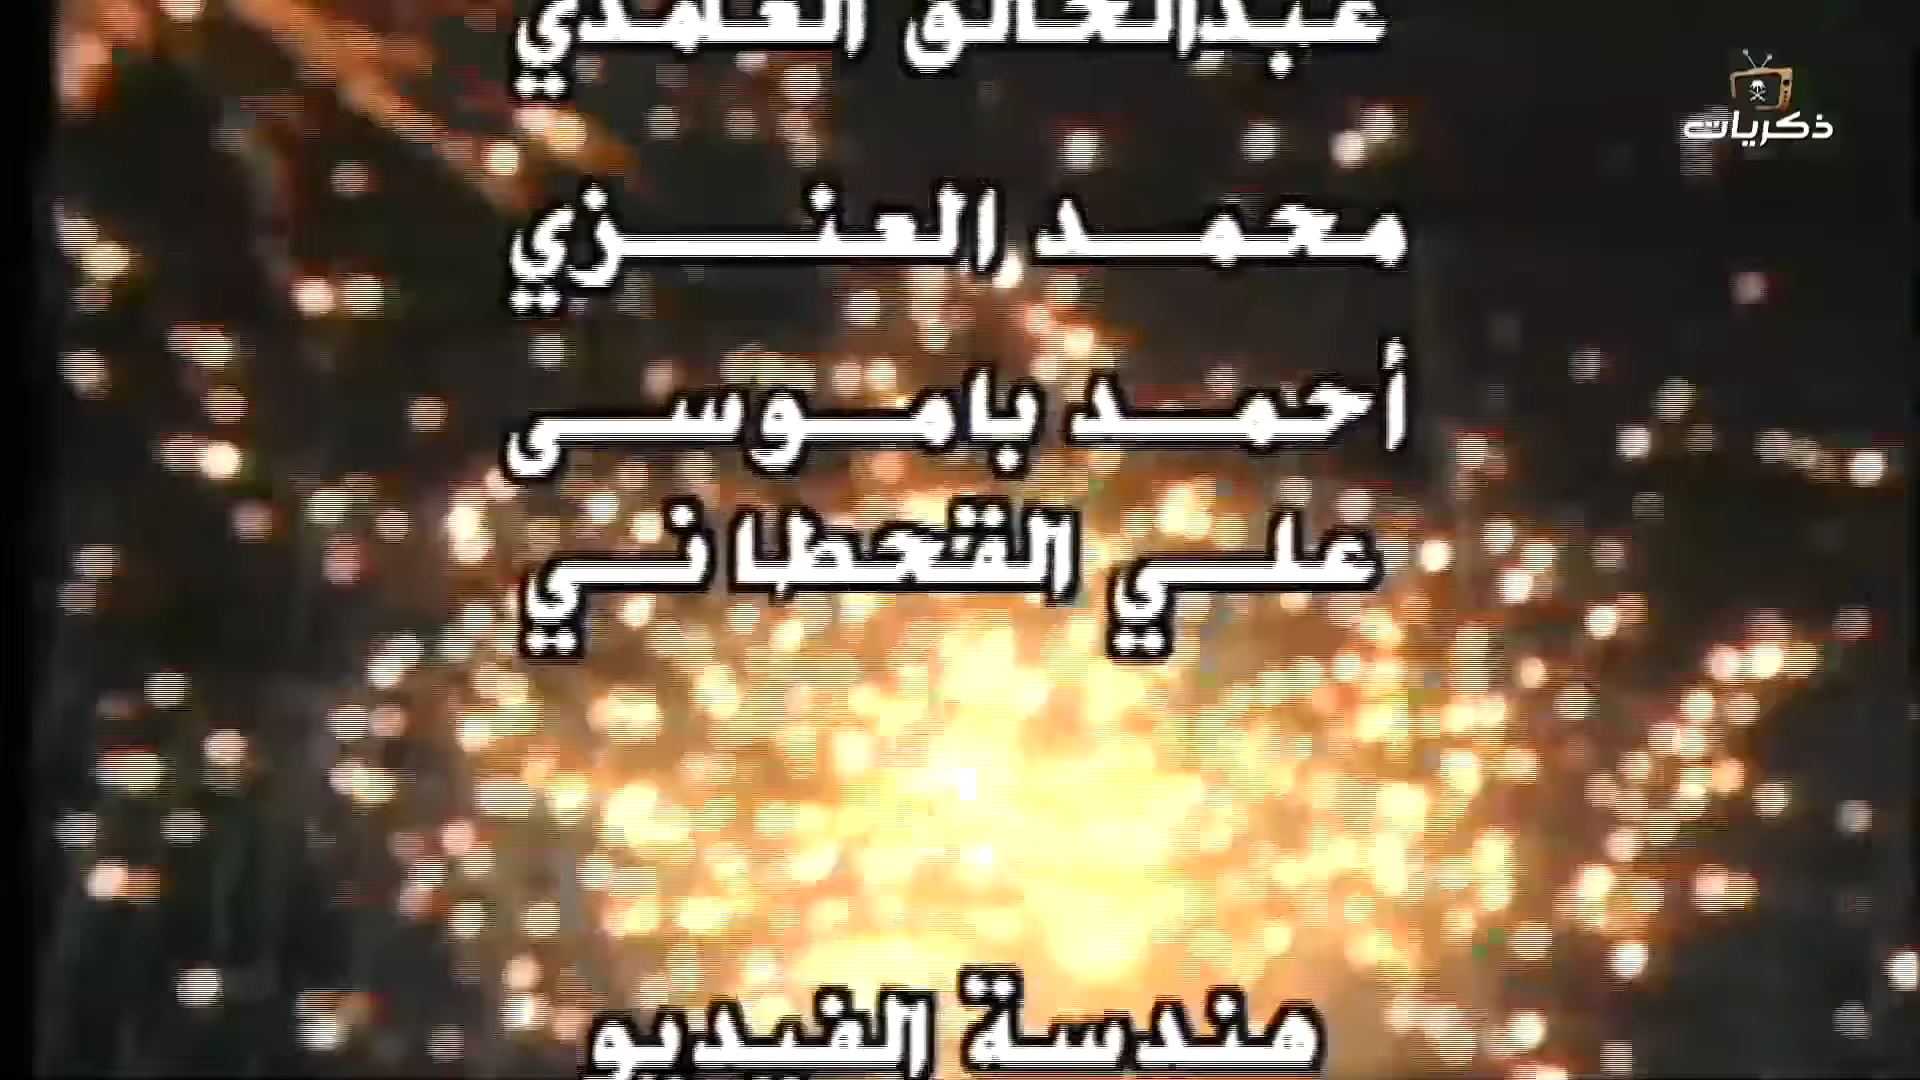 عبدالخالق الغامدي
ذكريات
محمد العنزي
أحمد باموسى
علي القحطاني
هندسة الفيديو